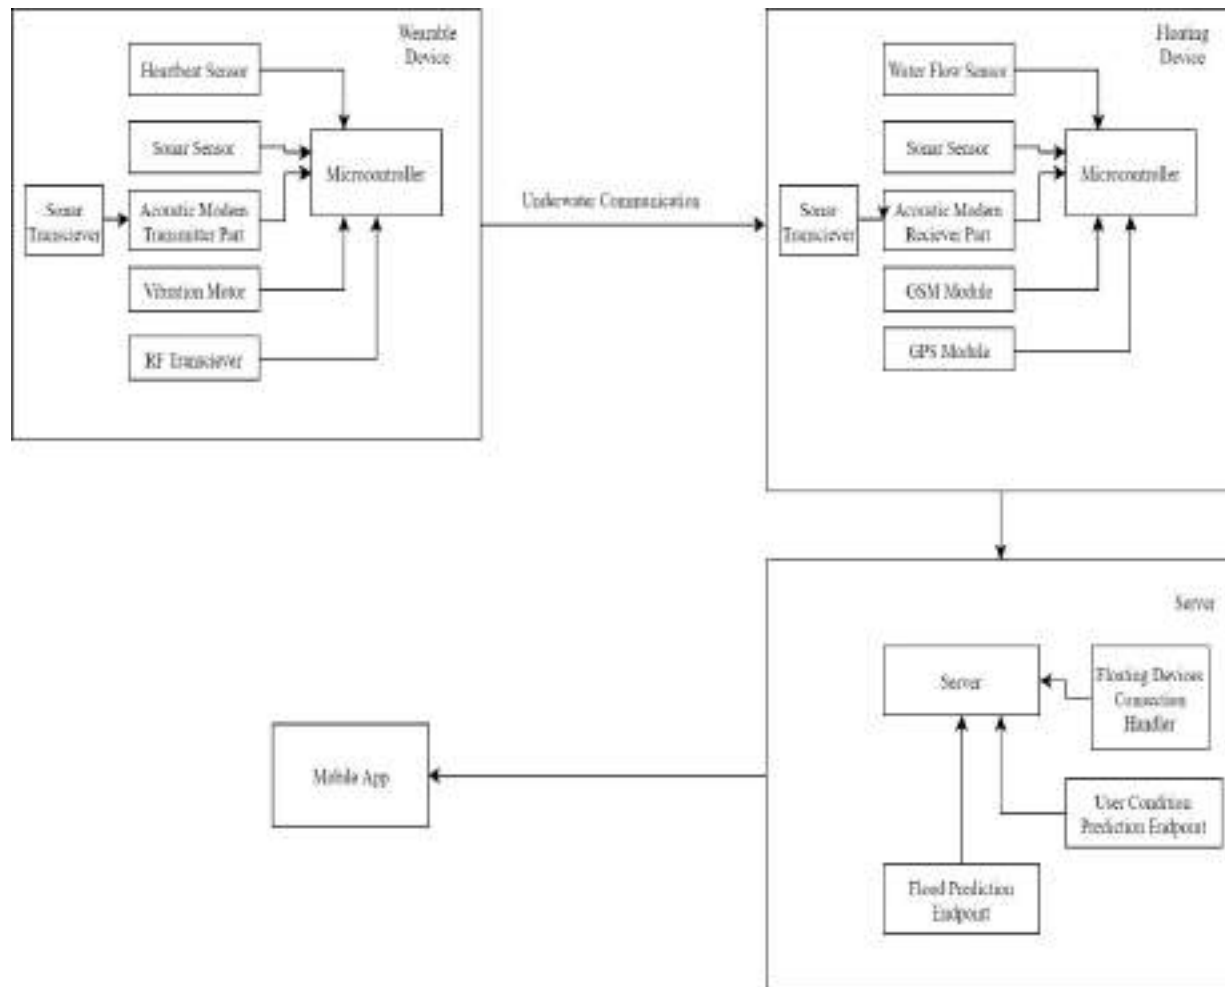 Wearable
Device
Heartbeat Sensor
Sonar Sensor
Microcontroller
Sonar
Transciever
Acoustic Modem
Transmitter Part
Vibration Motor
RF Transciever
Underwater Communication
Floating
Device
Water Flow Sensor
Sonar Sensor
Microcontroller
Sonar
Transciever
Acoustic Modem
Reciever Part
GSM Module
GPS Module
Server
Server
Floating Devices
Connection
Handler
User Condition
Prediction Endpoint
Flood Prediction
Endpoint
Mobile App